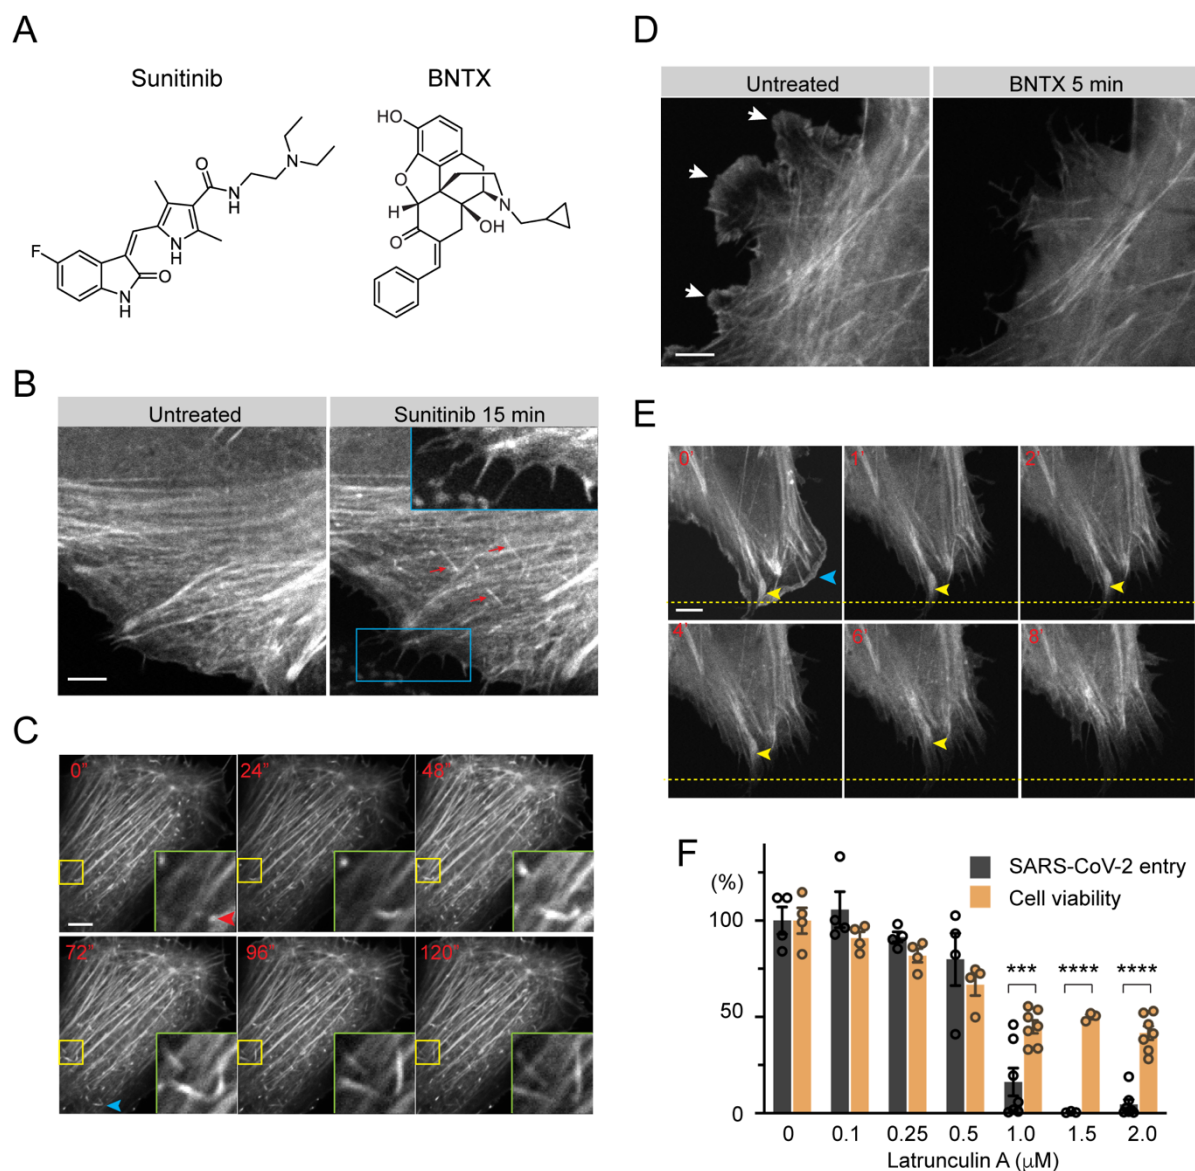 A
Sunitinib
BNTX
O
N
N
H
F
N
H
O
N
H
HO
O
H
O
N
OH
B
Untreated
Sunitinib 15 min
C
0"
24"
48"
72"
96"
120"
D
Untreated
BNTX 5 min
E
0'
1'
2'
4'
6'
8'
F
(%)
100
50
0
SARS-CoV-2 entry
Cell viability
*** **** ****
0 0.1 0.25 0.5 1.0 1.5 2.0
Latrunculin A (μM)